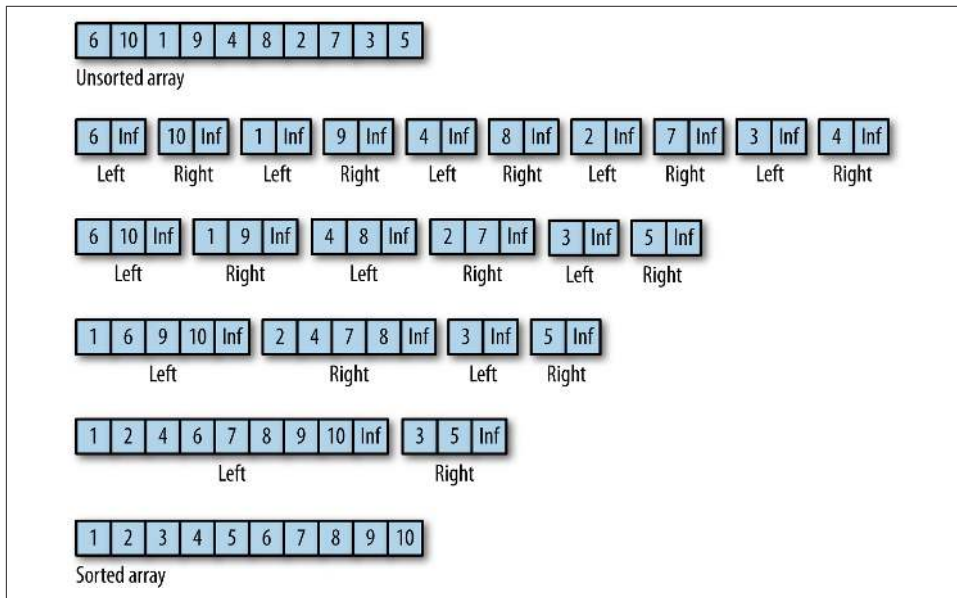 6 10 1 9 4 8 2 7 3 5
Unsorted array
6 Inf 10 Inf 1 Inf 9 Inf 4 Inf 8 Inf 2 Inf 7 Inf 3 Inf 4 Inf
Left Right Left Right Left Right Left Right Left Right
6 10 Inf 1 9 Inf 4 8 Inf 2 7 Inf 3 Inf 5 Inf
Left Right Left Right Left Right
1 6 9 10 Inf 2 4 7 8 Inf 3 Inf 5 Inf
Left Right Left Right
1 2 4 6 7 8 9 10 Inf 3 5 Inf
Left Right
1 2 3 4 5 6 7 8 9 10
Sorted array